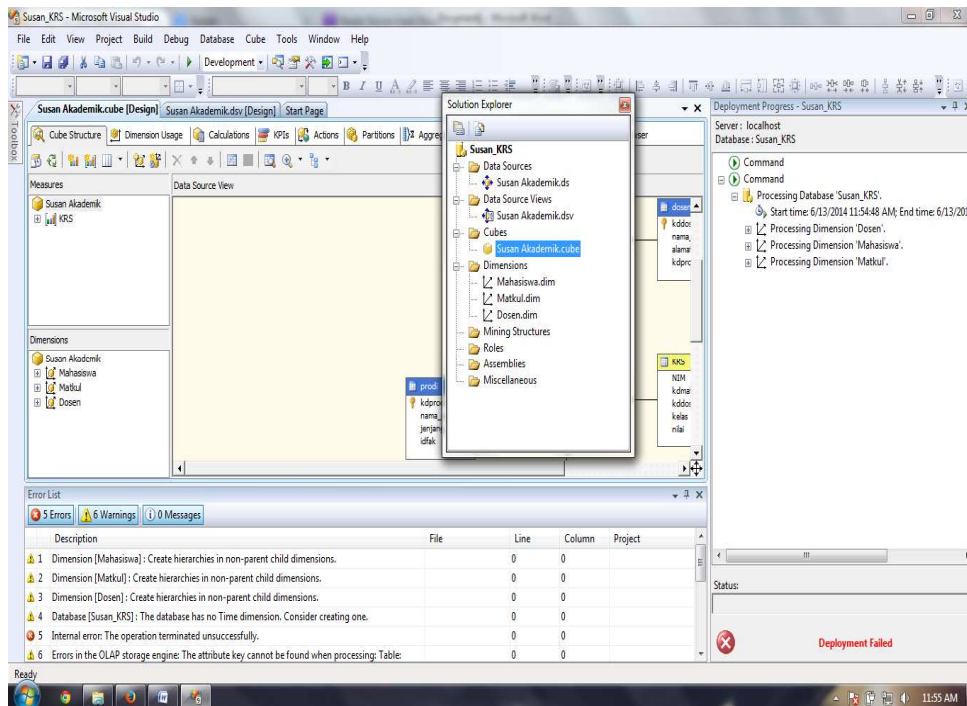 Susan_KRS - Microsoft Visual Studio
File Edit View Project Build Debug Database Cube Tools Window Help
Development
Susan Akademik.cube [Design] Susan Akademik.dsv [Design] Start Page
Toolbox
Cube Structure Dimension Usage Calculations KPIs Actions Partitions
Measures
Susan Akademik
KRS
Data Source View
Dimensions
Susan Akademik
Mahasiswa
Matkul
Dosen
prodi
idfak
dosen
KRS
NIM
kelas
nilai
Solution Explorer
Susan_KRS
Data Sources
Susan Akademik.ds
Data Source Views
Susan Akademik.dsv
Cubes
Susan Akademik.cube
Dimensions
Mahasiswa.dim
Matkul.dim
Dosen.dim
Mining Structures
Roles
Assemblies
Miscellaneous
Deployment Progress - Susan_KRS
Server : localhost
Database : Susan_KRS
Command
Command
Processing Database 'Susan_KRS'.
Start time: 6/13/2014 11:54:48 AM; End time: 6/13/201
Processing Dimension 'Dosen'.
Processing Dimension 'Mahasiswa'.
Processing Dimension 'Matkul'.
Status:
Deployment Failed
Error List
5 Errors 6 Warnings 0 Messages
Description File Line Column Project
1 Dimension [Mahasiswa] : Create hierarchies in non-parent child dimensions. 0 0
2 Dimension [Matkul] : Create hierarchies in non-parent child dimensions. 0 0
3 Dimension [Dosen] : Create hierarchies in non-parent child dimensions. 0 0
4 Database [Susan_KRS] : The database has no Time dimension. Consider creating one. 0 0
5 Internal error: The operation terminated unsuccessfully. 0 0
6 Errors in the OLAP storage engine: The attribute key cannot be found when processing: Table: 0 0
Ready
11:55 AM